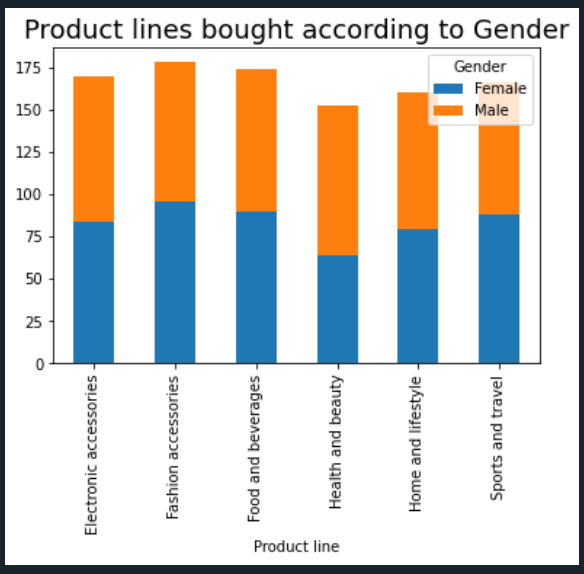 Product lines bought according to Gender
175
150
125
100
75
50
25
0
Gender
Female
Male
Electronic accessories
Fashion accessories
Food and beverages
Health and beauty
Home and lifestyle
Sports and travel
Product line